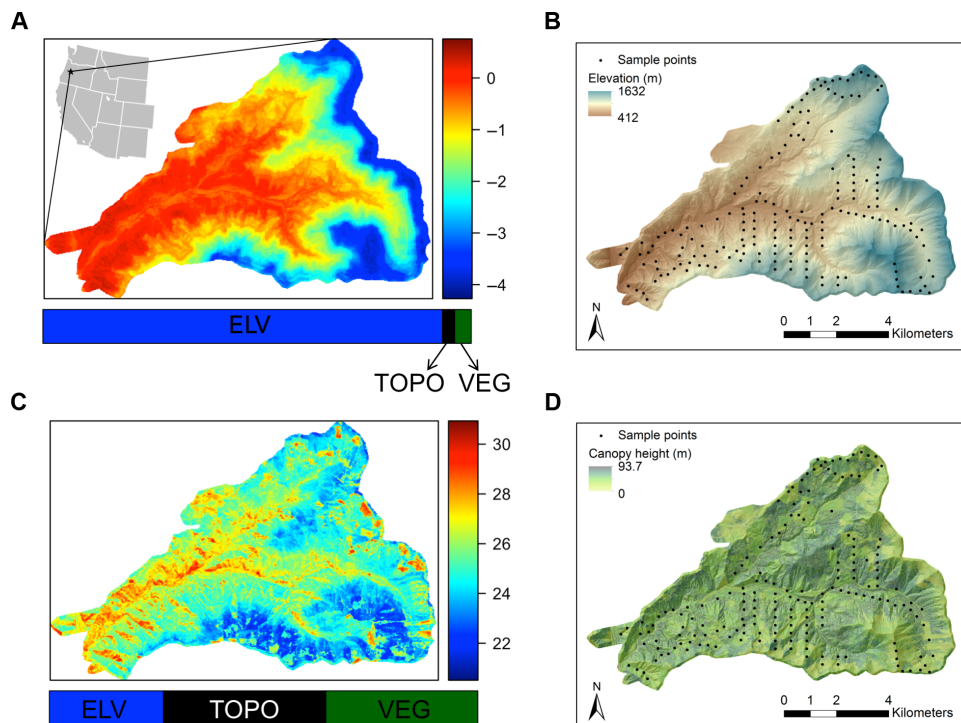 A
0
−1
−2
−3
−4
ELV
TOPO VEG
B
Sample points
Elevation (m)
1632
412
N
0 1 2 4
Kilometers
C
30
28
26
24
22
ELV TOPO VEG
D
Sample points
Canopy height (m)
93.7
0
N
0 1 2 4
Kilometers